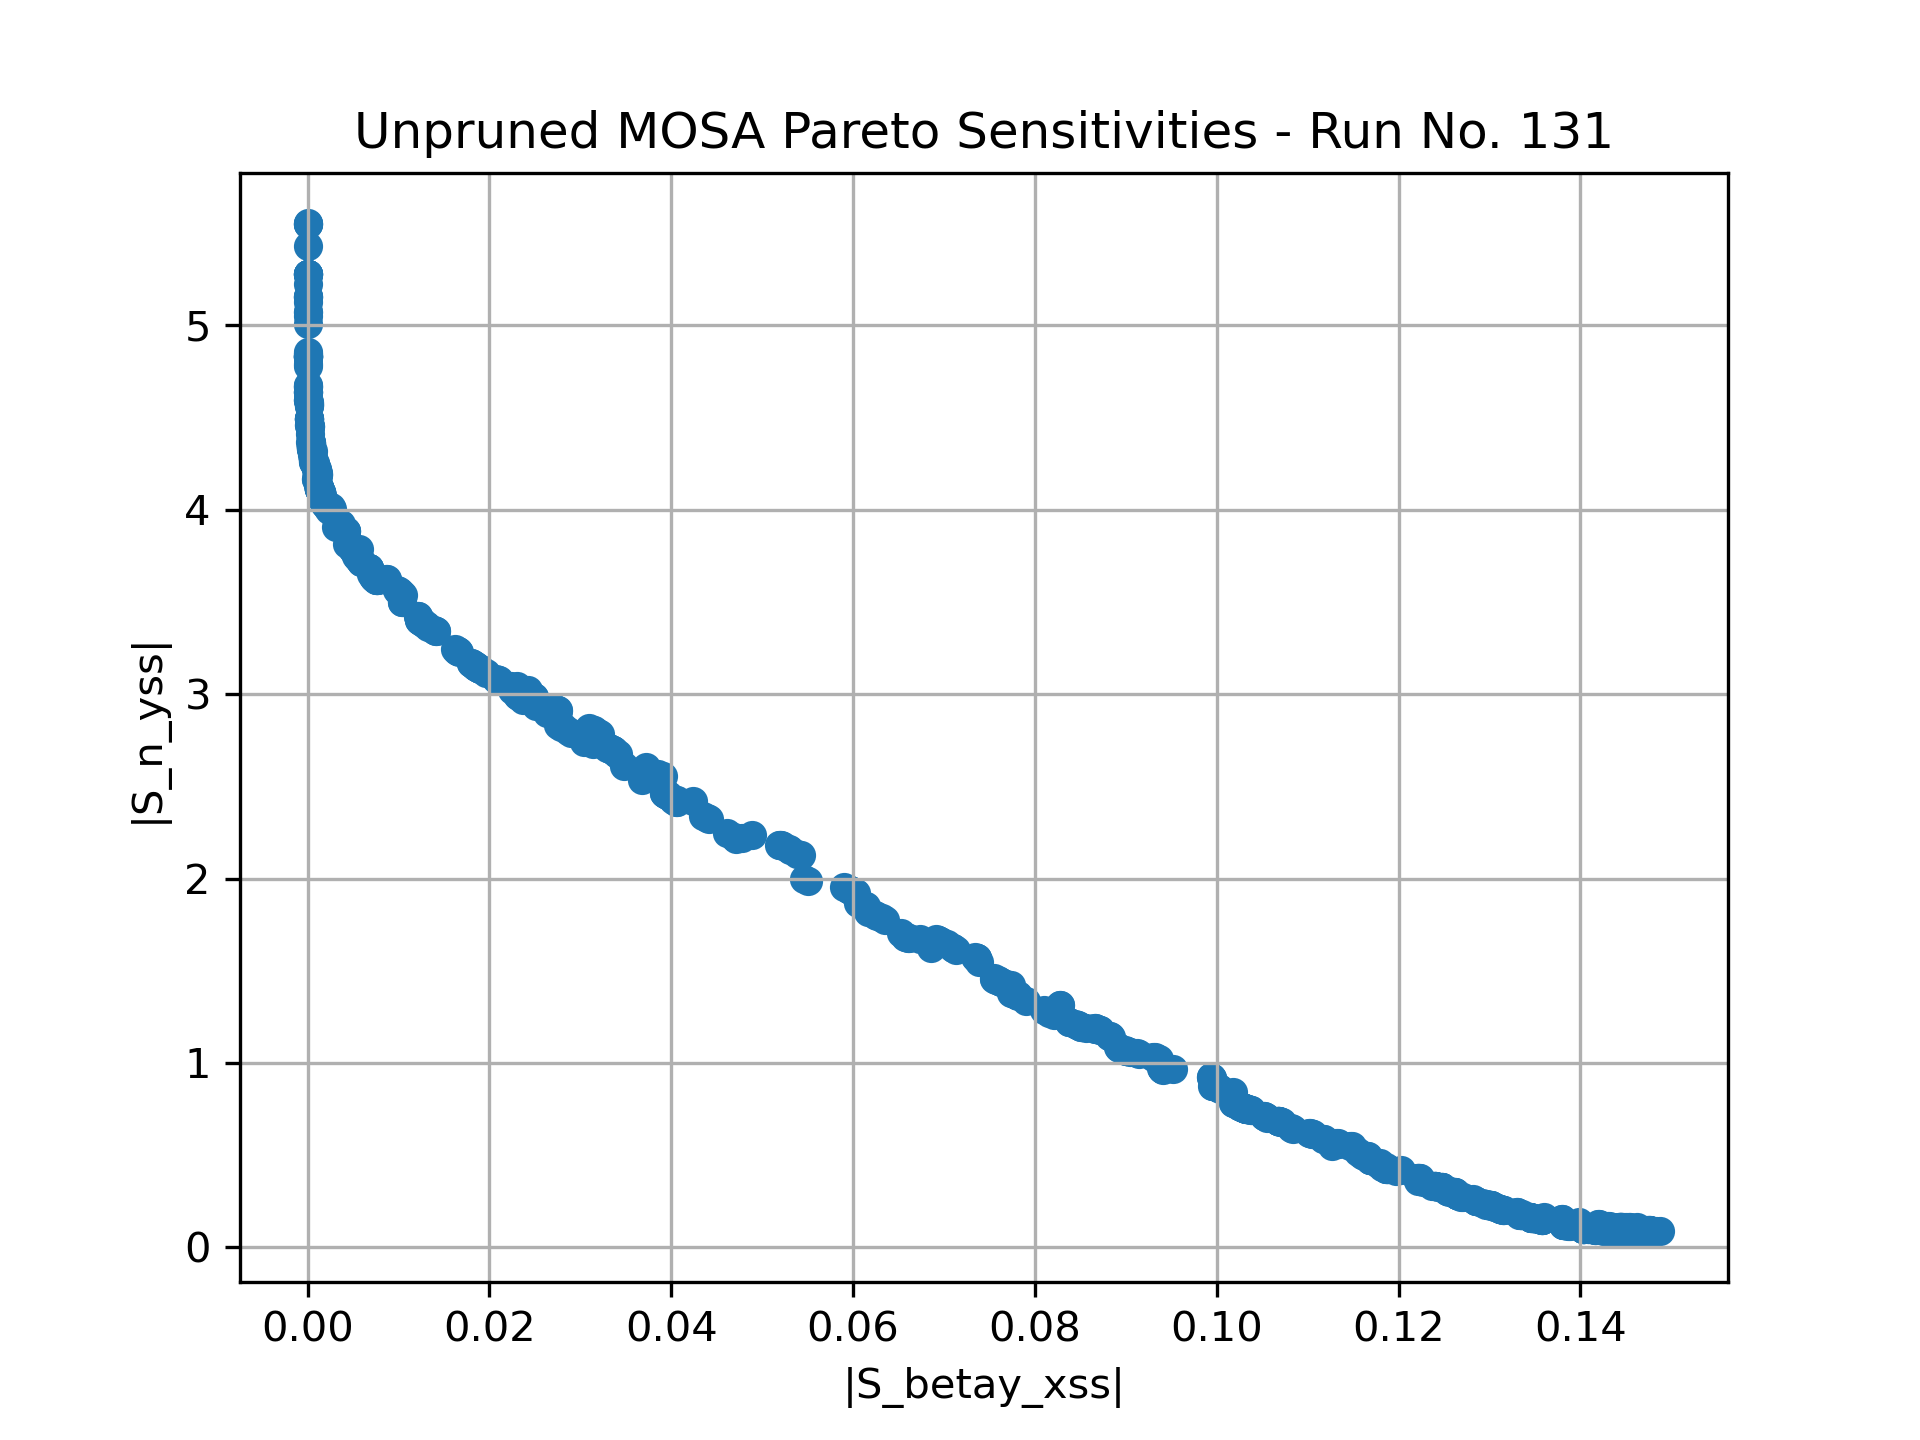 Unpruned MOSA Pareto Sensitivities - Run No. 131
5
4
3
2
1
0
|S_n_yss|
0.00 0.02 0.04 0.06 0.08 0.10 0.12 0.14
|S_betay_xss|